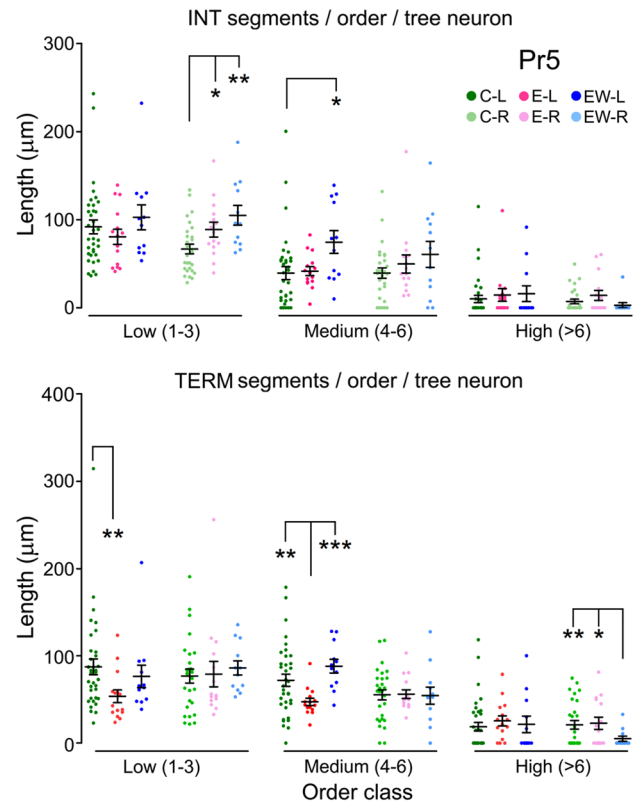 INT segments / order / tree neuron
Pr5
C-L E-L EW-L
C-R E-R EW-R
300
200
100
0
Length (μm)
* **
*
Low (1-3) Medium (4-6) High (>6)
TERM segments / order / tree neuron
400
300
200
100
0
Length (μm)
**
** ***
** *
Low (1-3) Medium (4-6) High (>6)
Order class